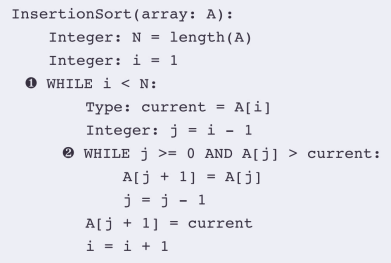 InsertionSort(array: A):
    Integer: N = length(A)
    Integer: i = 1
  ❶ WHILE i < N:
        Type: current = A[i]
        Integer: j = i - 1
      ❷ WHILE j >= 0 AND A[j] > current:
            A[j + 1] = A[j]
            j = j - 1
        A[j + 1] = current
        i = i + 1